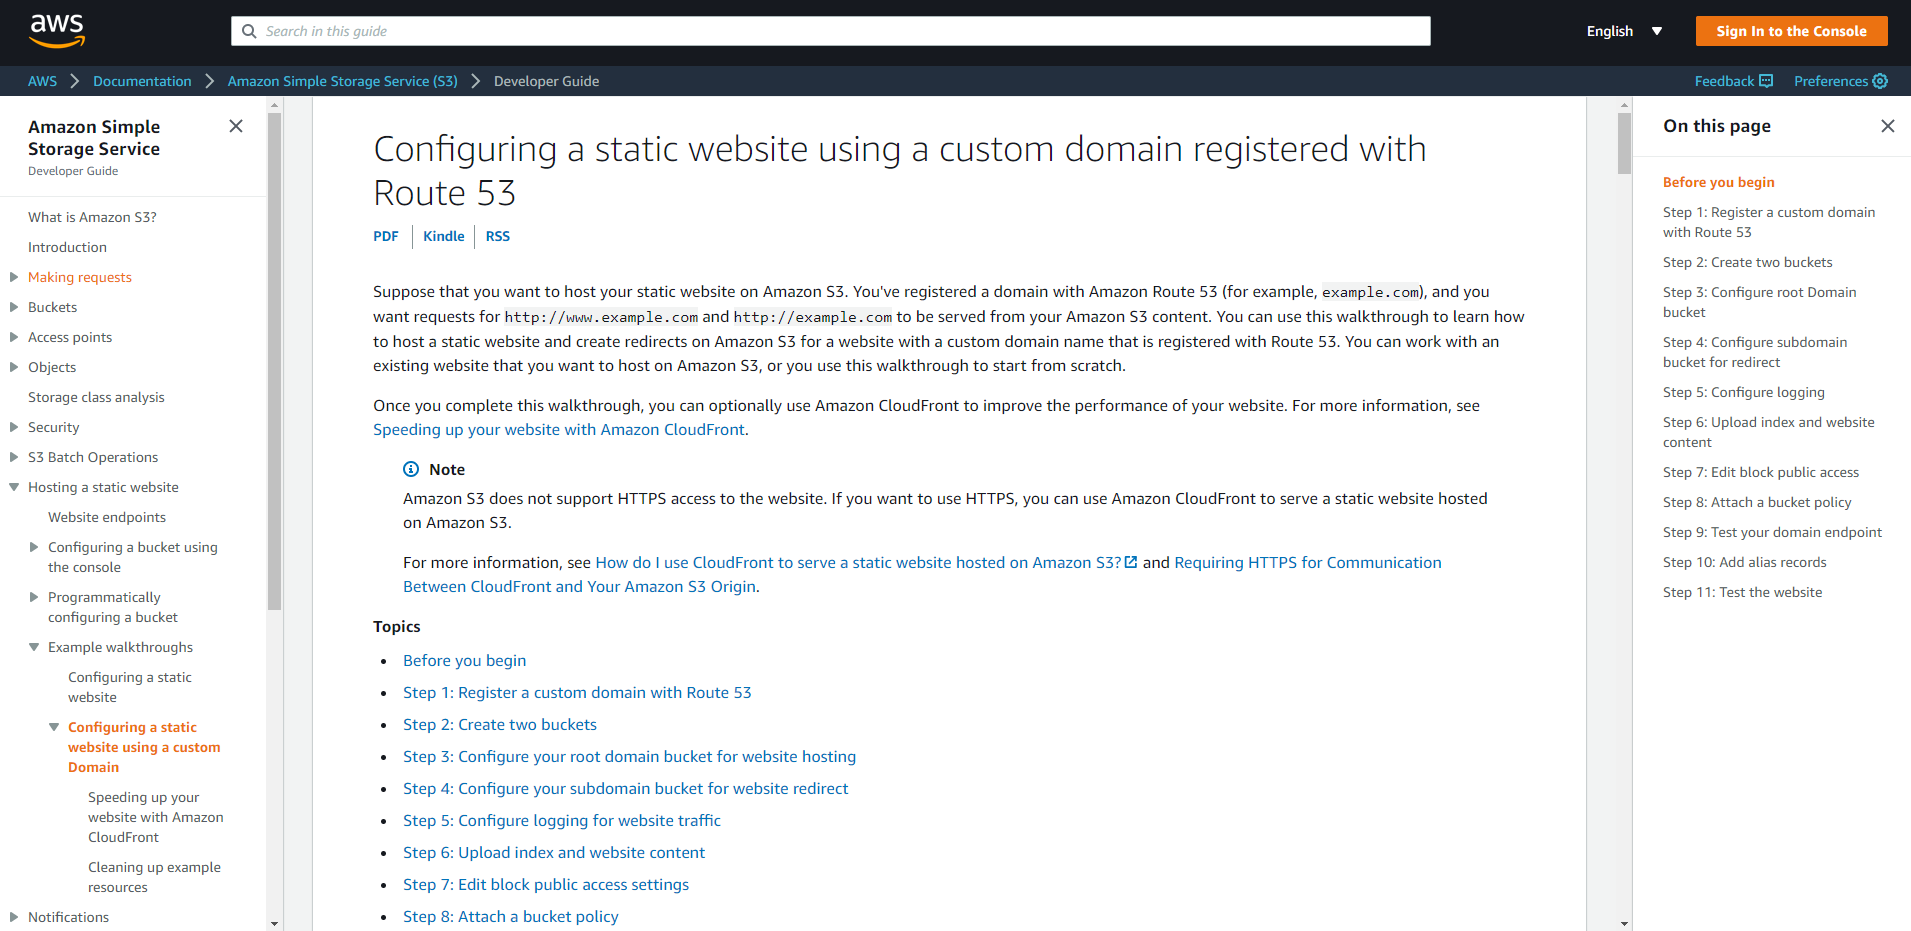 aws
Search in this guide
English
Sign In to the Console
AWS
Documentation
Amazon Simple Storage Service (S3)
Developer Guide
Feedback
Preferences
Amazon Simple
Storage Service
Developer Guide
What is Amazon S3?
Introduction
Making requests
Buckets
Access points
Objects
Storage class analysis
Security
S3 Batch Operations
Hosting a static website
Website endpoints
Configuring a bucket using
the console
Programmatically
configuring a bucket
Example walkthroughs
Configuring a static
website
Configuring a static
website using a custom
Domain
Speeding up your
website with Amazon
CloudFront
Cleaning up example
resources
Notifications
Configuring a static website using a custom domain registered with
Route 53
PDF
Kindle
RSS
Suppose that you want to host your static website on Amazon S3. You've registered a domain with Amazon Route 53 (for example, example.com), and you
want requests for http://www.example.com and http://example.com to be served from your Amazon S3 content. You can use this walkthrough to learn how
to host a static website and create redirects on Amazon S3 for a website with a custom domain name that is registered with Route 53. You can work with an
existing website that you want to host on Amazon S3, or you use this walkthrough to start from scratch.
Once you complete this walkthrough, you can optionally use Amazon CloudFront to improve the performance of your website. For more information, see
Speeding up your website with Amazon CloudFront.
Note
Amazon S3 does not support HTTPS access to the website. If you want to use HTTPS, you can use Amazon CloudFront to serve a static website hosted
on Amazon S3.
For more information, see How do I use CloudFront to serve a static website hosted on Amazon S3? and Requiring HTTPS for Communication
Between CloudFront and Your Amazon S3 Origin.
Topics
• Before you begin
• Step 1: Register a custom domain with Route 53
• Step 2: Create two buckets
• Step 3: Configure your root domain bucket for website hosting
• Step 4: Configure your subdomain bucket for website redirect
• Step 5: Configure logging for website traffic
• Step 6: Upload index and website content
• Step 7: Edit block public access settings
• Step 8: Attach a bucket policy
On this page
Before you begin
Step 1: Register a custom domain
with Route 53
Step 2: Create two buckets
Step 3: Configure root Domain
bucket
Step 4: Configure subdomain
bucket for redirect
Step 5: Configure logging
Step 6: Upload index and website
content
Step 7: Edit block public access
Step 8: Attach a bucket policy
Step 9: Test your domain endpoint
Step 10: Add alias records
Step 11: Test the website